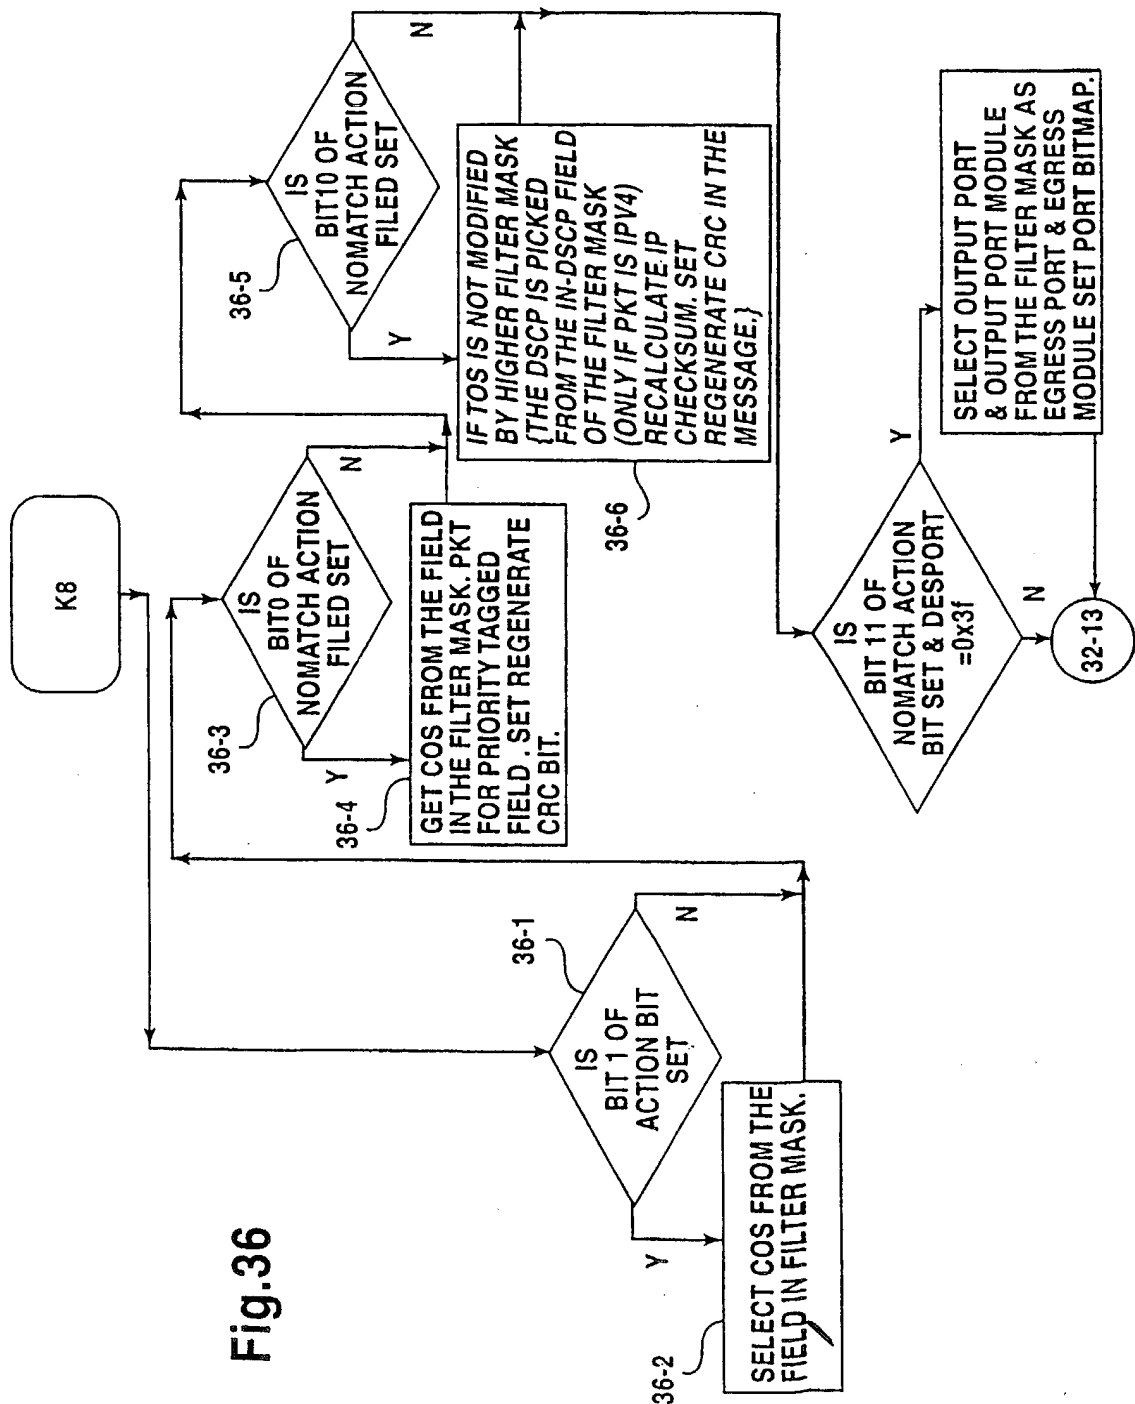 Fig.36
K8
36-1
IS
BIT 1 OF
ACTION BIT
SET
Y
N
36-2
SELECT COS FROM THE
FIELD IN FILTER MASK.
36-3
IS
BIT0 OF
NOMATCH ACTION
FILED SET
Y
N
36-4
GET COS FROM THE FIELD
IN THE FILTER MASK. PKT
FOR PRIORITY TAGGED
FIELD . SET REGENERATE
CRC BIT.
36-5
IS
BIT10 OF
NOMATCH ACTION
FILED SET
Y
N
36-6
IF TOS IS NOT MODIFIED
BY HIGHER FILTER MASK
{THE DSCP IS PICKED
FROM THE IN-DSCP FIELD
OF THE FILTER MASK
(ONLY IF PKT IS IPV4)
RECALCULATE IP
CHECKSUM. SET
REGENERATE CRC IN THE
MESSAGE.}
IS
BIT 11 OF
NOMATCH ACTION
BIT SET & DESPORT
=0x3f
Y
N
SELECT OUTPUT PORT
& OUTPUT PORT MODULE
FROM THE FILTER MASK AS
EGRESS PORT & EGRESS
MODULE SET PORT BITMAP.
32-13